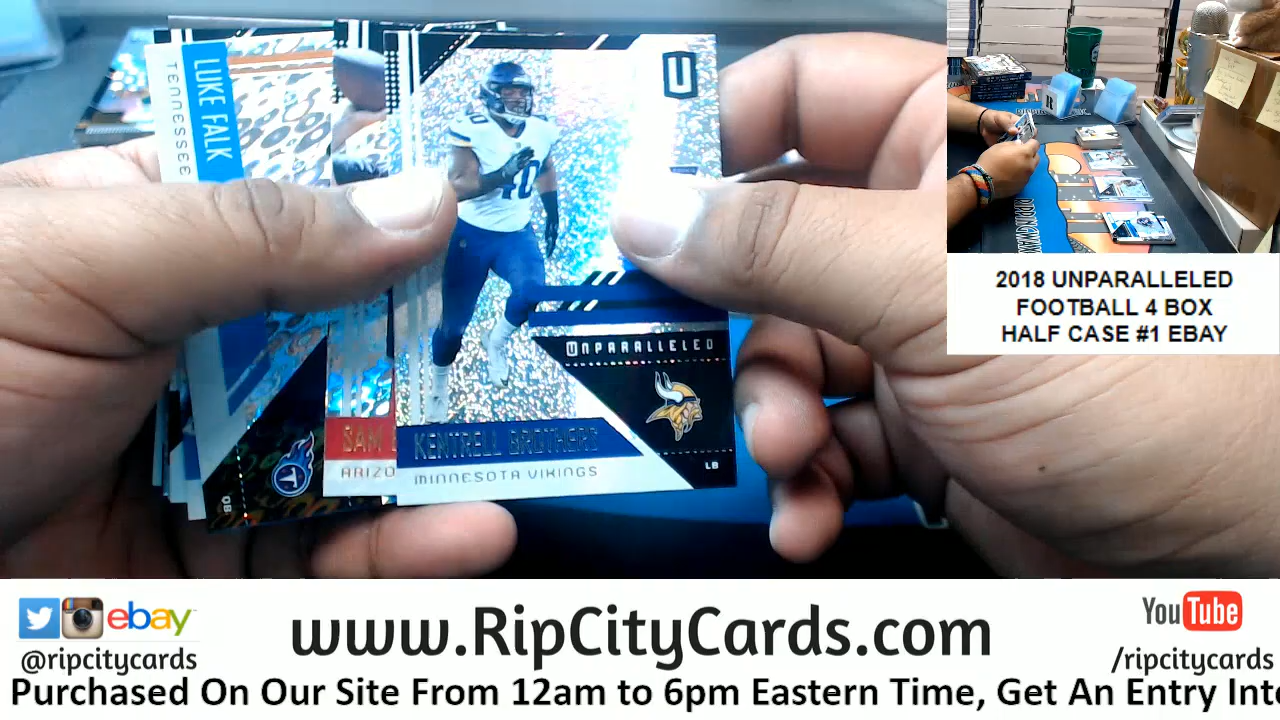 LUKE FALK
TENNESSEE
U
40
UNPARALLELED
SAM
ARIZO
KENTRELL BROTHERS
MINNESOTA VIKINGS
LB
QB
T
2018 UNPARALLELED
FOOTBALL 4 BOX
HALF CASE #1 EBAY
ebay
@ripcitycards
www.RipCityCards.com
YouTube
/ripcitycards
Purchased On Our Site From 12am to 6pm Eastern Time, Get An Entry Int